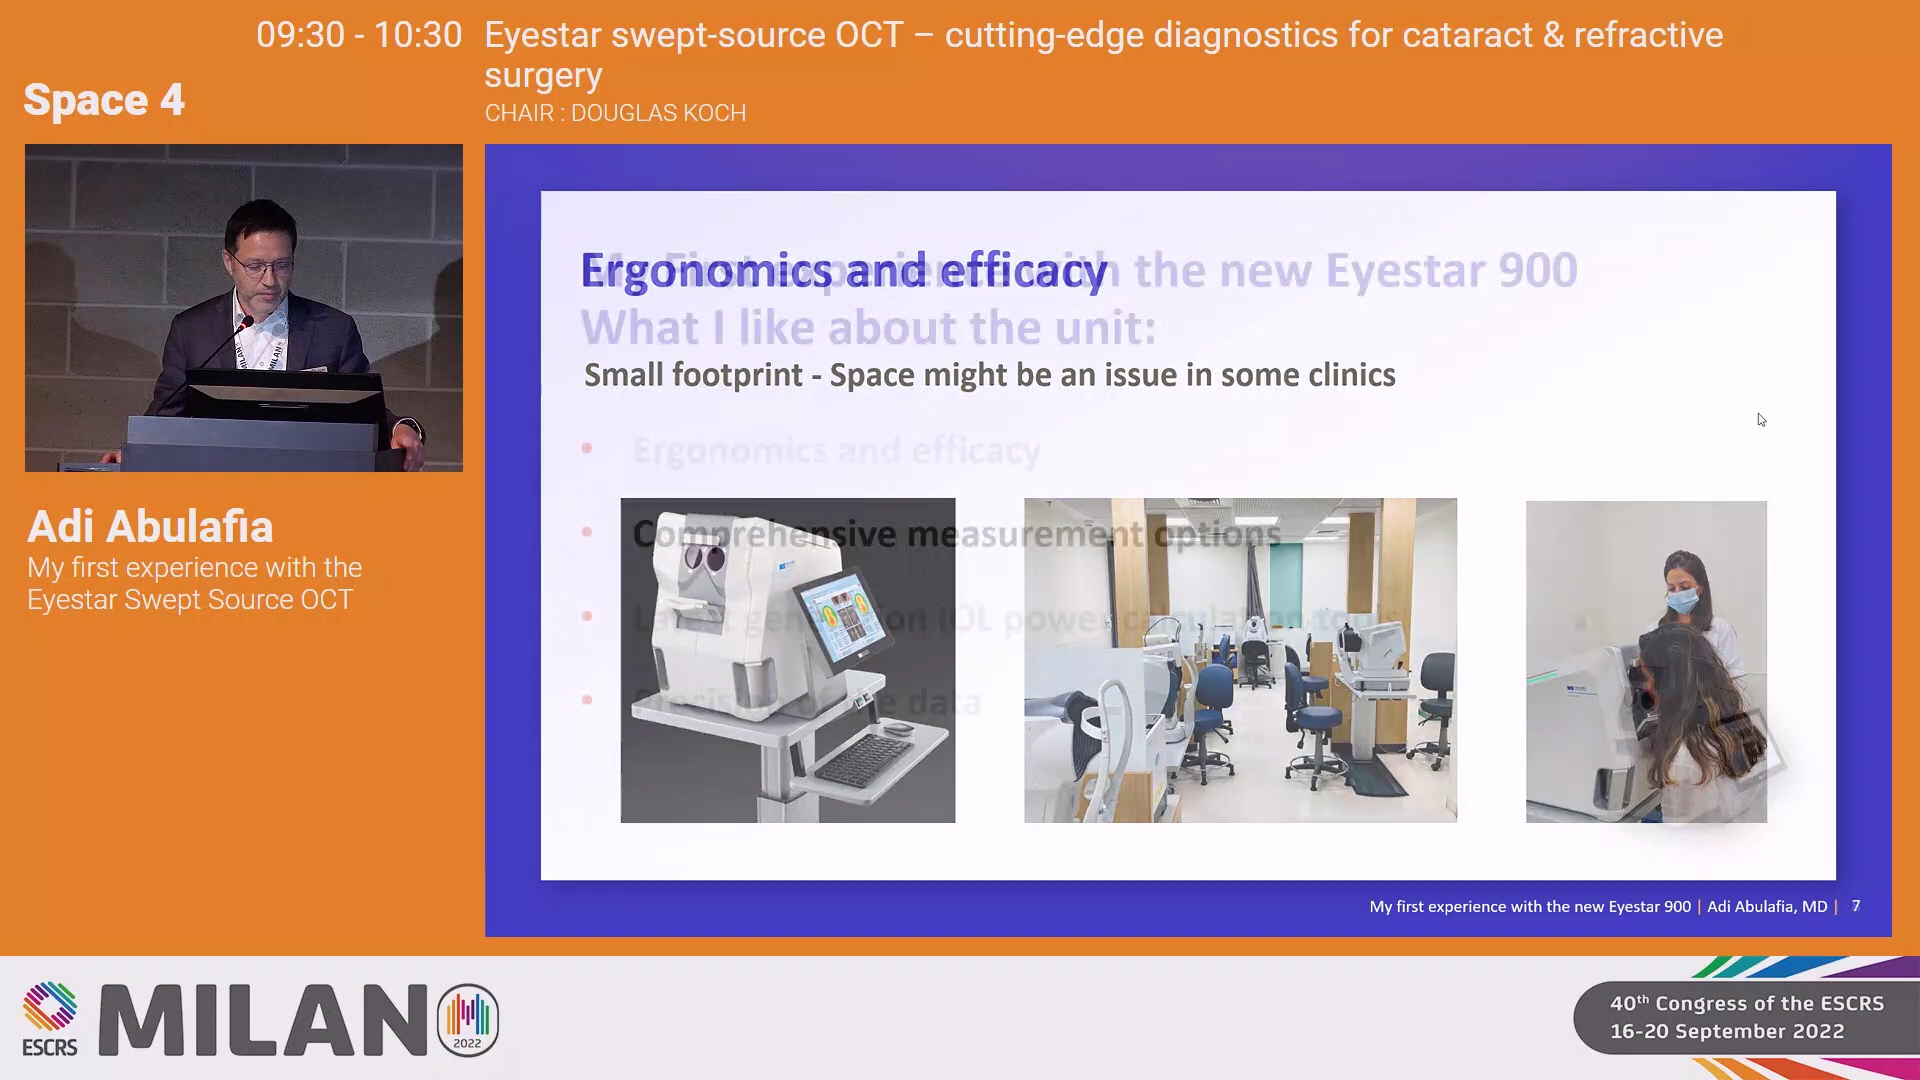 09:30 - 10:30
Eyestar swept-source OCT – cutting-edge diagnostics for cataract & refractive
surgery
CHAIR : DOUGLAS KOCH
Space 4
Adi Abulafia
My first experience with the
Eyestar Swept Source OCT
Ergonomics and efficacy
First experience with the new Eyestar 900
What I like about the unit:
Small footprint - Space might be an issue in some clinics
• Ergonomics and efficacy
• Comprehensive measurement options
• Latest generation IOL power calculation
• Precision of the data
My first experience with the new Eyestar 900 | Adi Abulafia, MD | 7
ESCRS
MILANO
2022
40th Congress of the ESCRS
16-20 September 2022